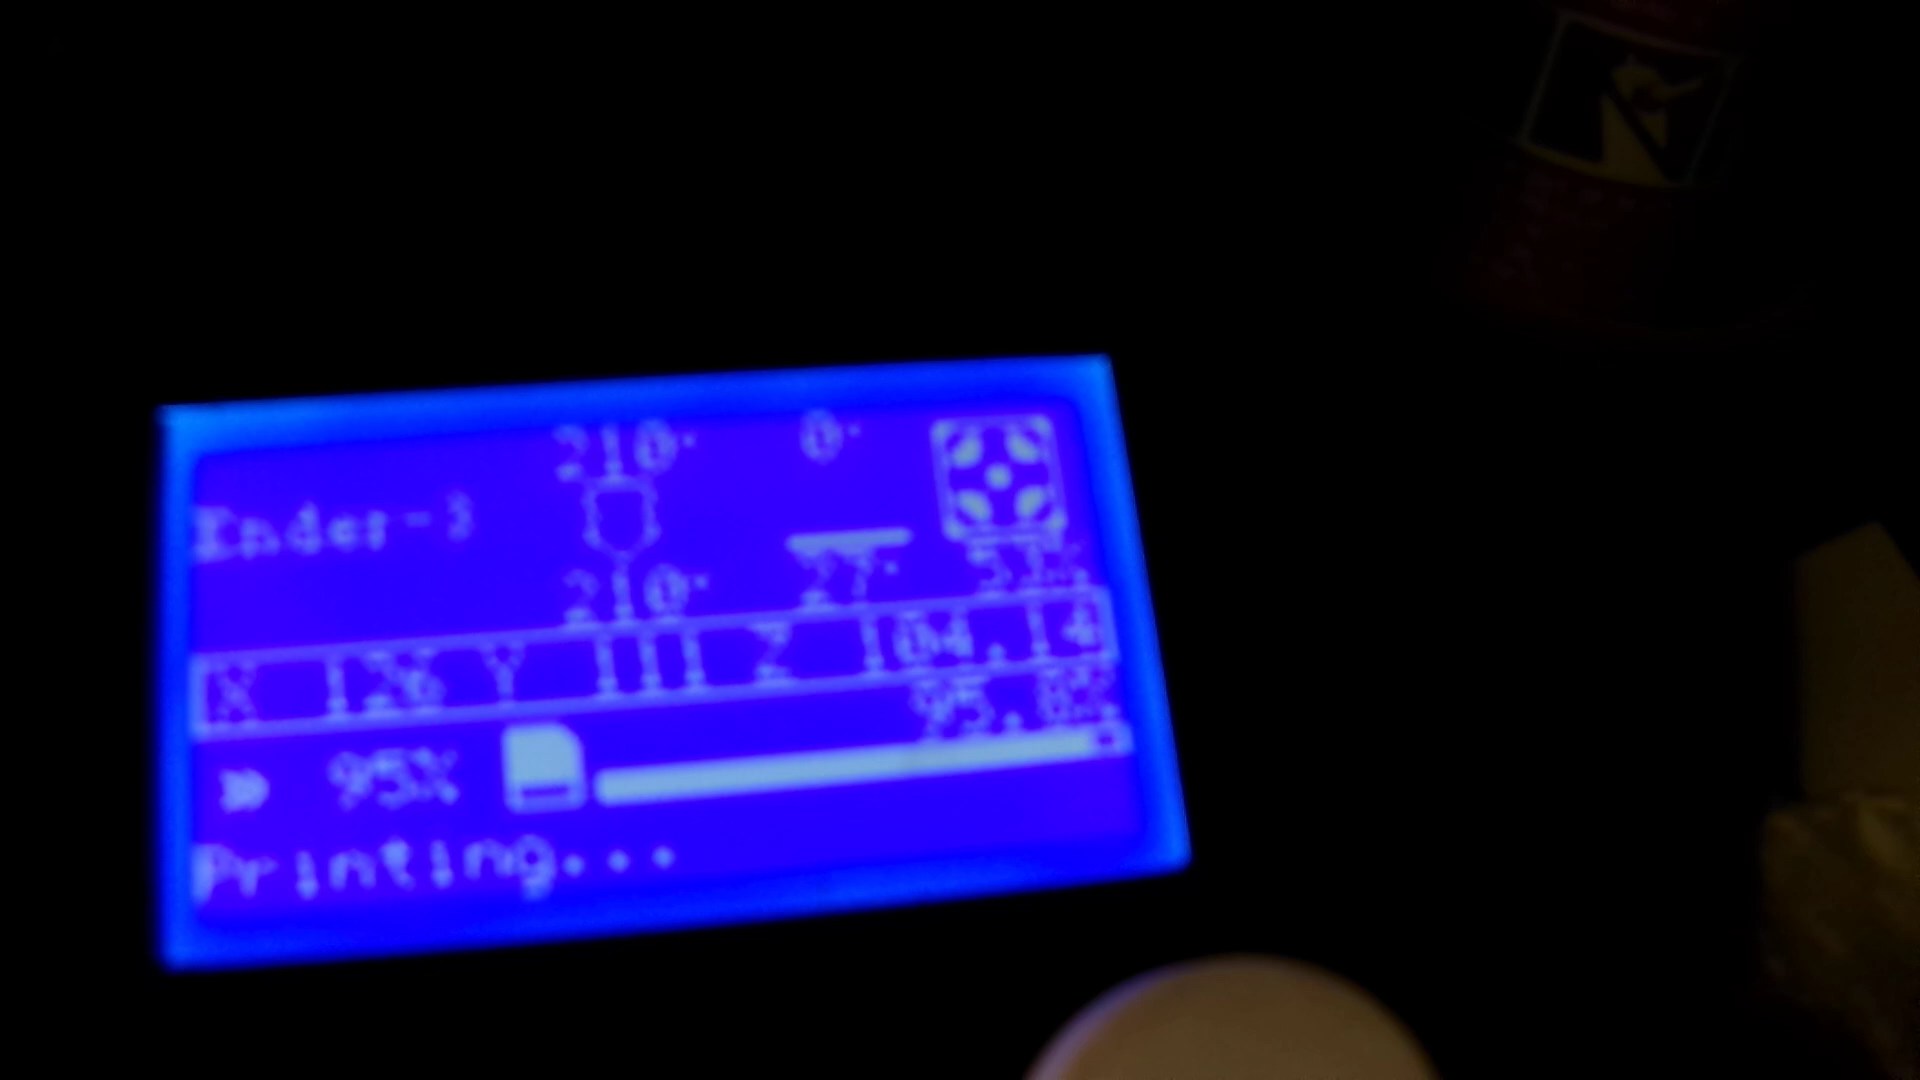 210° 0°
Ender-3
210° 27° 53%
X 126 Y 111 Z 104.14
95.8%
» 95%
Printing...